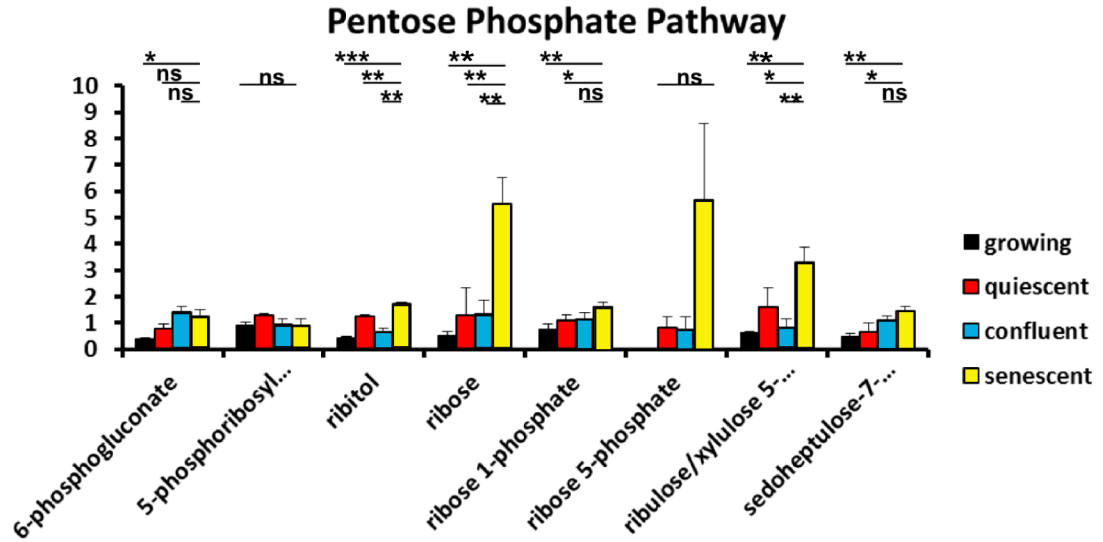 Pentose Phosphate Pathway
* *** ** ** ** **
ns ns ** ** * ns * *
ns ** ** ns ** ns
10
9
8
7
6
5
4
3
2
1
0
growing
quiescent
confluent
senescent
6-phosphogluconate
5-phosphoribosyl...
ribitol
ribose
ribose 1-phosphate
ribose 5-phosphate
ribulose/xylulose 5-...
sedoheptulose-7-...